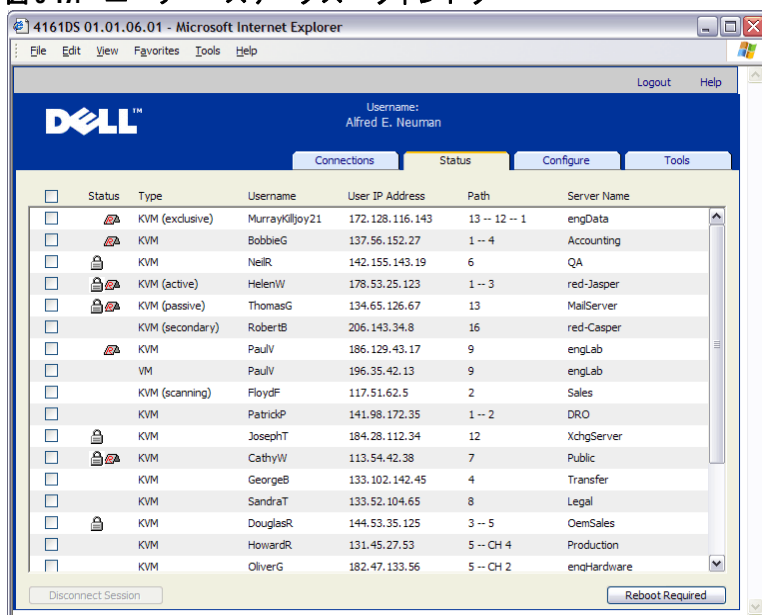 4161DS 01.01.06.01 - Microsoft Internet Explorer
File Edit View Favorites Tools Help
Logout Help
DELL™
Username:
Alfred E. Neuman
Connections Status Configure Tools
Status Type Username User IP Address Path Server Name
KVM (exclusive) MurrayKilljoy21 172.128.116.143 13 -- 12 -- 1 engData
KVM BobbieG 137.56.152.27 1 -- 4 Accounting
KVM NeilR 142.155.143.19 6 QA
KVM (active) HelenW 178.53.25.123 1 -- 3 red-Jasper
KVM (passive) ThomasG 134.65.126.67 13 MailServer
KVM (secondary) RobertB 206.143.34.8 16 red-Casper
KVM PaulV 186.129.43.17 9 engLab
VM PaulV 196.35.42.13 9 engLab
KVM (scanning) FloydF 117.51.62.5 2 Sales
KVM PatrickP 141.98.172.35 1 -- 2 DRO
KVM JosephT 184.28.112.34 12 XchgServer
KVM CathyW 113.54.42.38 7 Public
KVM GeorgeB 133.102.142.45 4 Transfer
KVM SandraT 133.52.104.65 8 Legal
KVM DouglasR 144.53.35.125 3 -- 5 OemSales
KVM HowardR 131.45.27.53 5 -- CH 4 Production
KVM OliverG 182.47.133.56 5 -- CH 2 engHardware
Disconnect Session Reboot Required